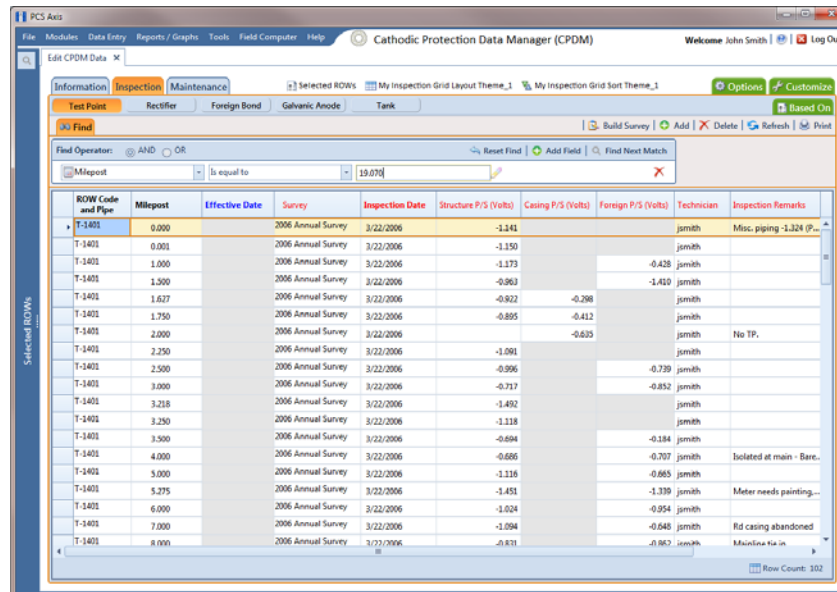 PCS Axis
File Modules Data Entry Reports / Graphs Tools Field Computer Help Cathodic Protection Data Manager (CPDM) Welcome John Smith Log Ou
Edit CPDM Data
Information Inspection Maintenance Selected ROWs My Inspection Grid Layout Theme_1 My Inspection Grid Sort Theme_1 Options Customize
Test Point Rectifier Foreign Bond Galvanic Anode Tank Based On
Find Build Survey Add Delete Refresh Print
Find Operator: AND OR Reset Find Add Field Find Next Match
Milepost Is equal to 19.070
ROW Code and Pipe Milepost Effective Date Survey Inspection Date Structure P/S (Volts) Casing P/S (Volts) Foreign P/S (Volts) Technician Inspection Remarks
T-1401 0.000 2006 Annual Survey 3/22/2006 -1.141 jsmith Misc. piping -1.324 (P...
T-1401 0.001 2006 Annual Survey 3/22/2006 -1.150 jsmith
T-1401 1.000 2006 Annual Survey 3/22/2006 -1.173 -0.428 jsmith
T-1401 1.500 2006 Annual Survey 3/22/2006 -0.963 -1.410 jsmith
T-1401 1.627 2006 Annual Survey 3/22/2006 -0.922 -0.298 jsmith
T-1401 1.750 2006 Annual Survey 3/22/2006 -0.895 -0.412 jsmith
T-1401 2.000 2006 Annual Survey 3/22/2006 -0.635 jsmith No TP.
T-1401 2.250 2006 Annual Survey 3/22/2006 -1.091 jsmith
T-1401 2.500 2006 Annual Survey 3/22/2006 -0.996 -0.739 jsmith
T-1401 3.000 2006 Annual Survey 3/22/2006 -0.717 -0.852 jsmith
T-1401 3.218 2006 Annual Survey 3/22/2006 -1.492 jsmith
T-1401 3.250 2006 Annual Survey 3/22/2006 -1.118 jsmith
T-1401 3.500 2006 Annual Survey 3/22/2006 -0.694 -0.184 jsmith
T-1401 4.000 2006 Annual Survey 3/22/2006 -0.686 -0.707 jsmith Isolated at main - Bare...
T-1401 5.000 2006 Annual Survey 3/22/2006 -1.116 -0.665 jsmith
T-1401 5.275 2006 Annual Survey 3/22/2006 -1.451 -1.339 jsmith Meter needs painting,...
T-1401 6.000 2006 Annual Survey 3/22/2006 -1.024 -0.954 jsmith
T-1401 7.000 2006 Annual Survey 3/22/2006 -1.094 -0.648 jsmith Rd casing abandoned
T-1401 8.000 2006 Annual Survey 3/22/2006 -0.831 -0.862 jsmith Mainline tie in
Row Count: 102
Selected ROWs